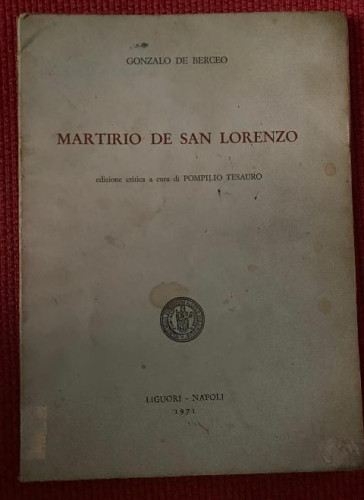 GONZALO DE BERCEO
MARTIRIO DE SAN LORENZO
edizione critica a cura di POMPILIO TESAURO
LIGUORI - NAPOLI
1971